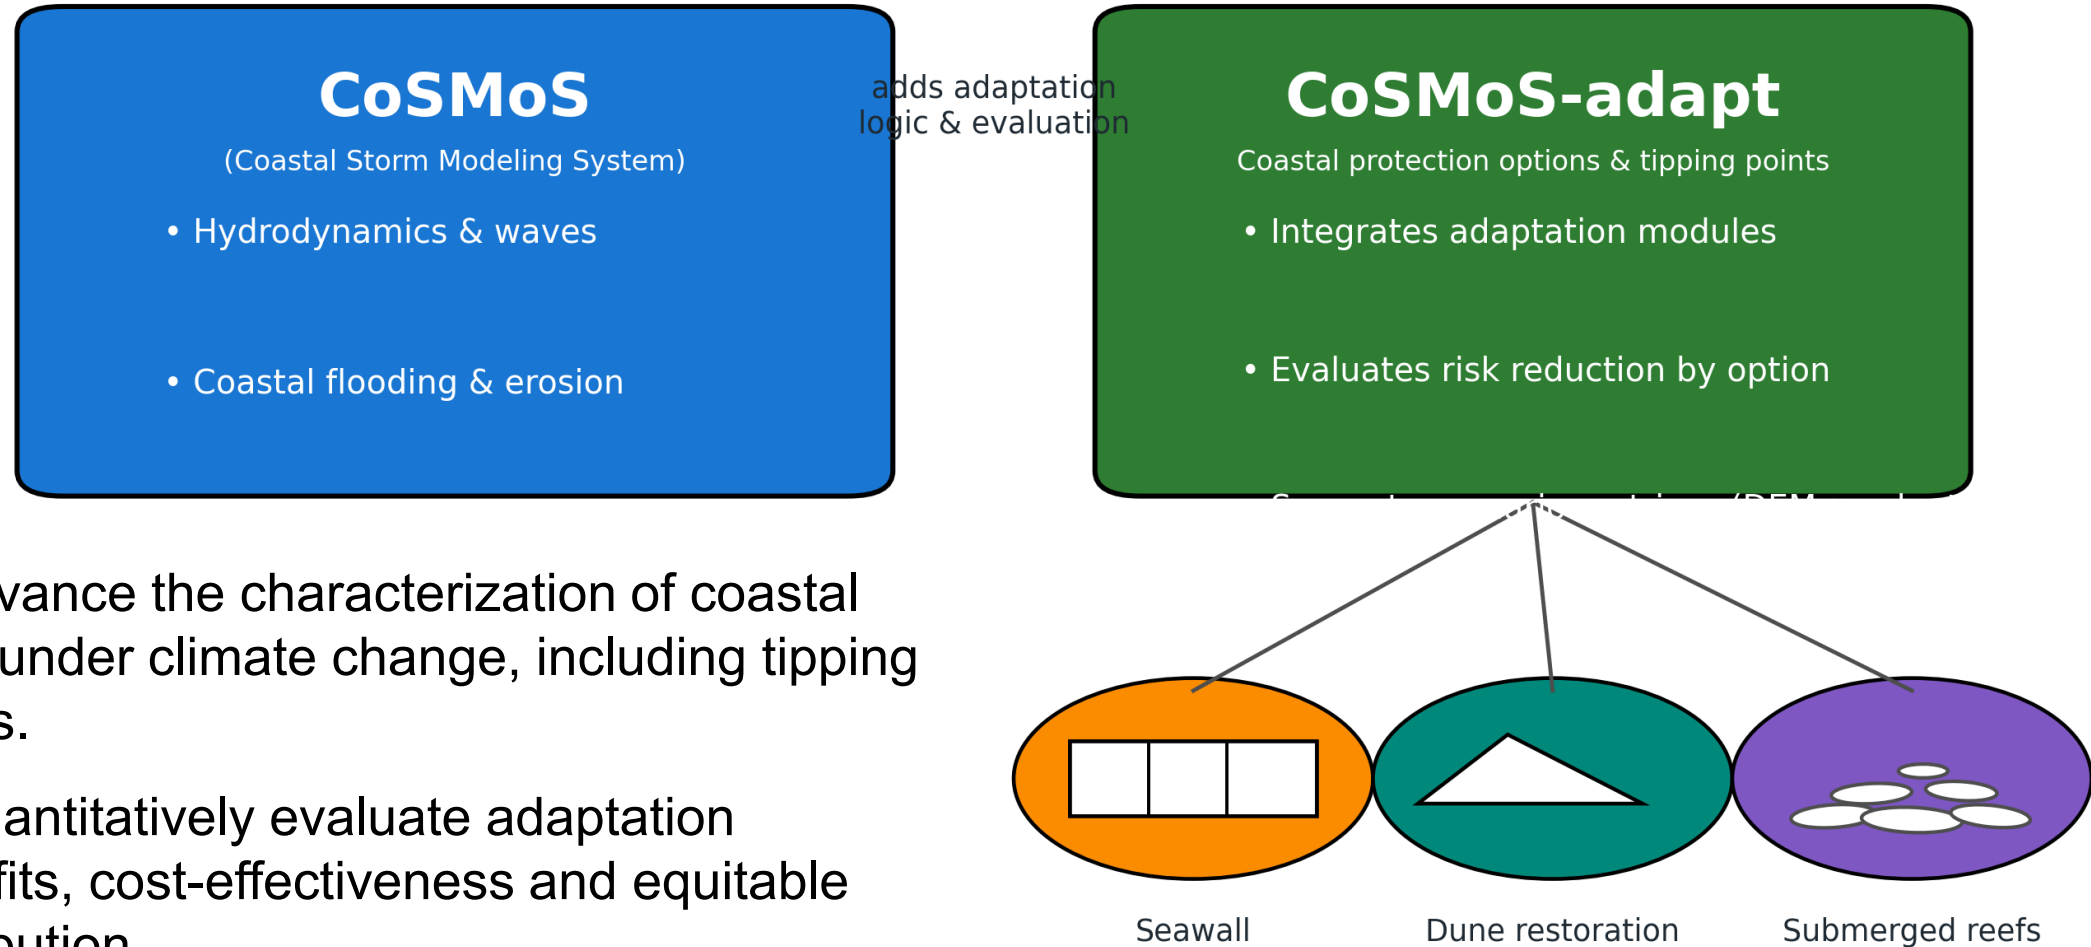 CoSMoS
(Coastal Storm Modeling System)
• Hydrodynamics & waves
• Coastal flooding & erosion
adds adaptation
logic & evaluation
CoSMoS-adapt
Coastal protection options & tipping points
• Integrates adaptation modules
• Evaluates risk reduction by option
vance the characterization of coastal
under climate change, including tipping
s.
antitatively evaluate adaptation
fits, cost-effectiveness and equitable
Seawall
Dune restoration
Submerged reefs